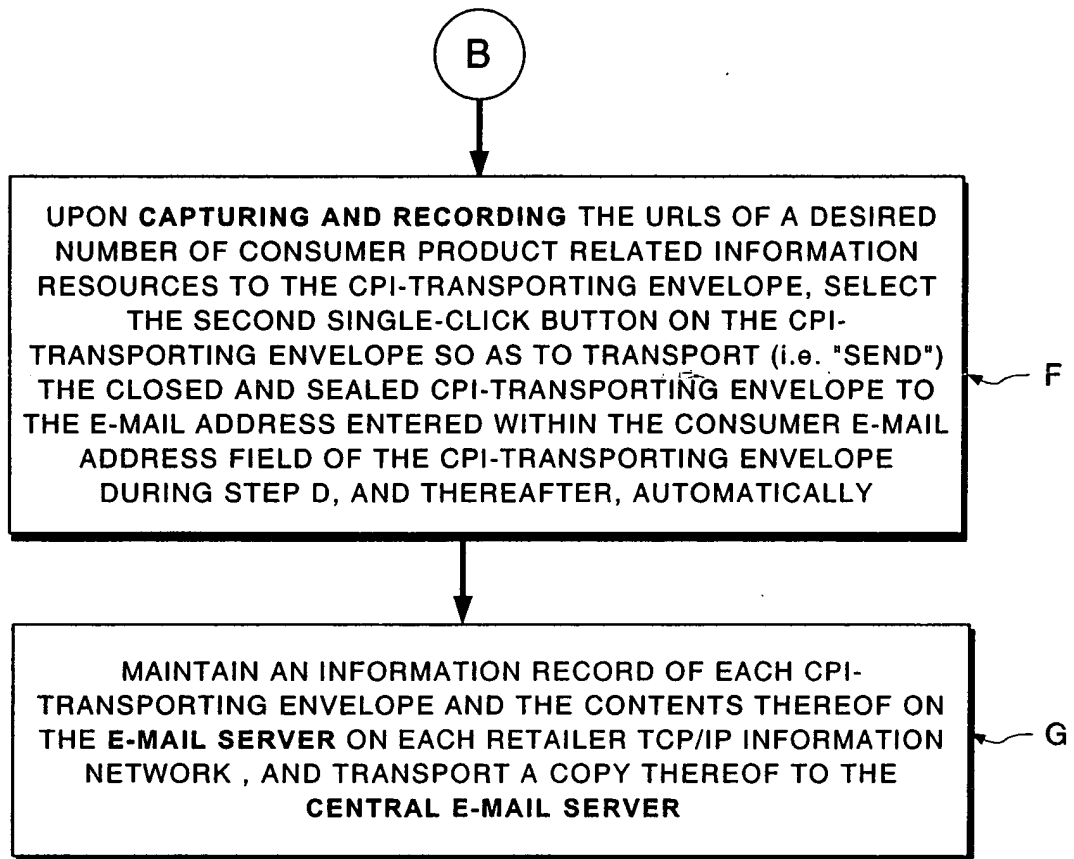 B
UPON CAPTURING AND RECORDING THE URLS OF A DESIRED
NUMBER OF CONSUMER PRODUCT RELATED INFORMATION
RESOURCES TO THE CPI-TRANSPORTING ENVELOPE, SELECT
THE SECOND SINGLE-CLICK BUTTON ON THE CPI-
TRANSPORTING ENVELOPE SO AS TO TRANSPORT (i.e. "SEND")
THE CLOSED AND SEALED CPI-TRANSPORTING ENVELOPE TO
THE E-MAIL ADDRESS ENTERED WITHIN THE CONSUMER E-MAIL
ADDRESS FIELD OF THE CPI-TRANSPORTING ENVELOPE
DURING STEP D, AND THEREAFTER, AUTOMATICALLY
F
MAINTAIN AN INFORMATION RECORD OF EACH CPI-
TRANSPORTING ENVELOPE AND THE CONTENTS THEREOF ON
THE E-MAIL SERVER ON EACH RETAILER TCP/IP INFORMATION
NETWORK , AND TRANSPORT A COPY THEREOF TO THE
CENTRAL E-MAIL SERVER
G